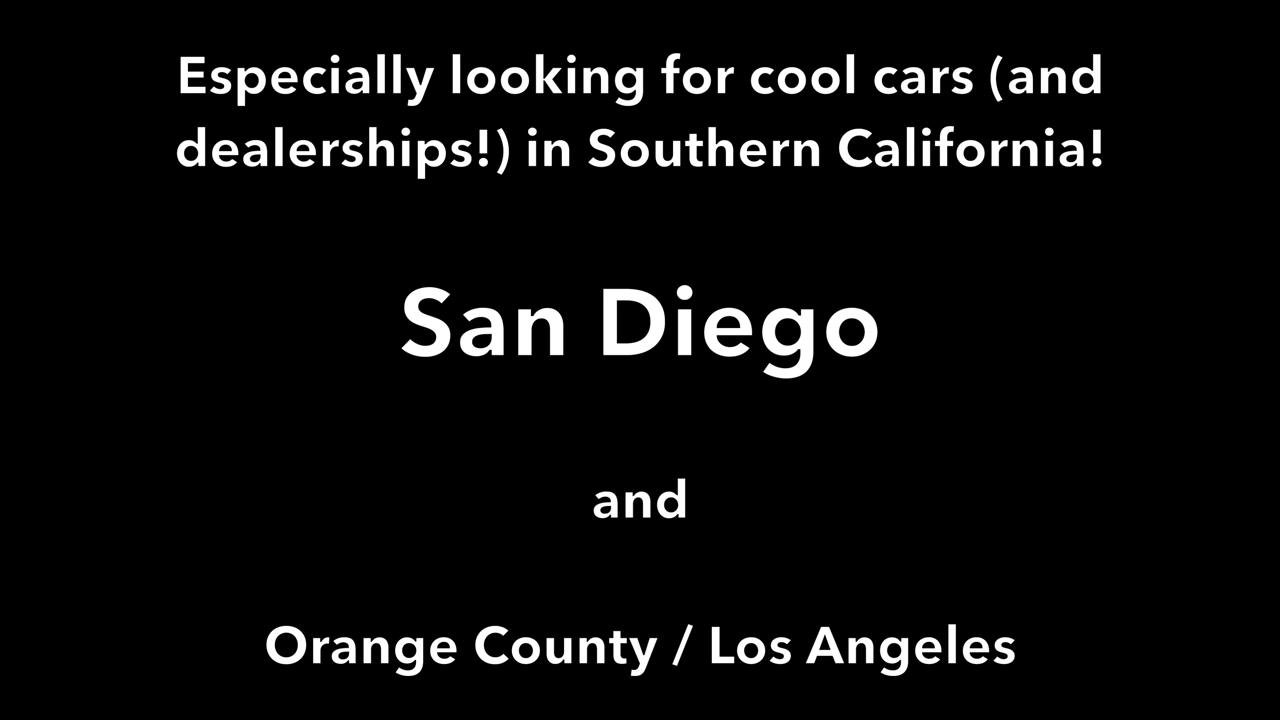 Especially looking for cool cars (and
dealerships!) in Southern California!
San Diego
and
Orange County / Los Angeles